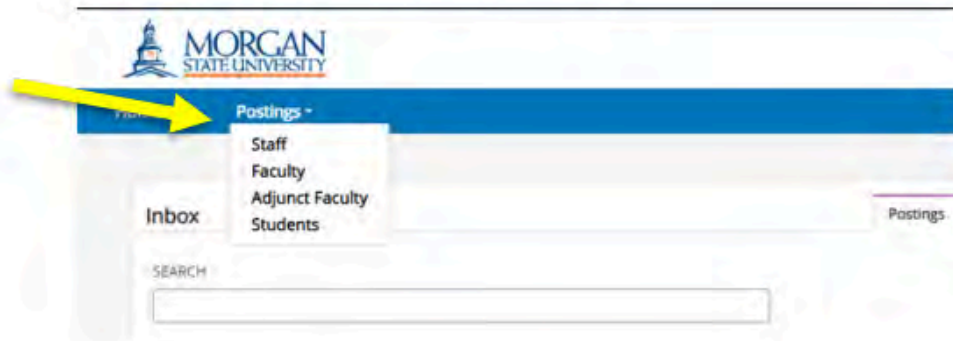 MORGAN
STATE UNIVERSITY
Postings
Staff
Faculty
Adjunct Faculty
Students
Inbox
Postings
SEARCH